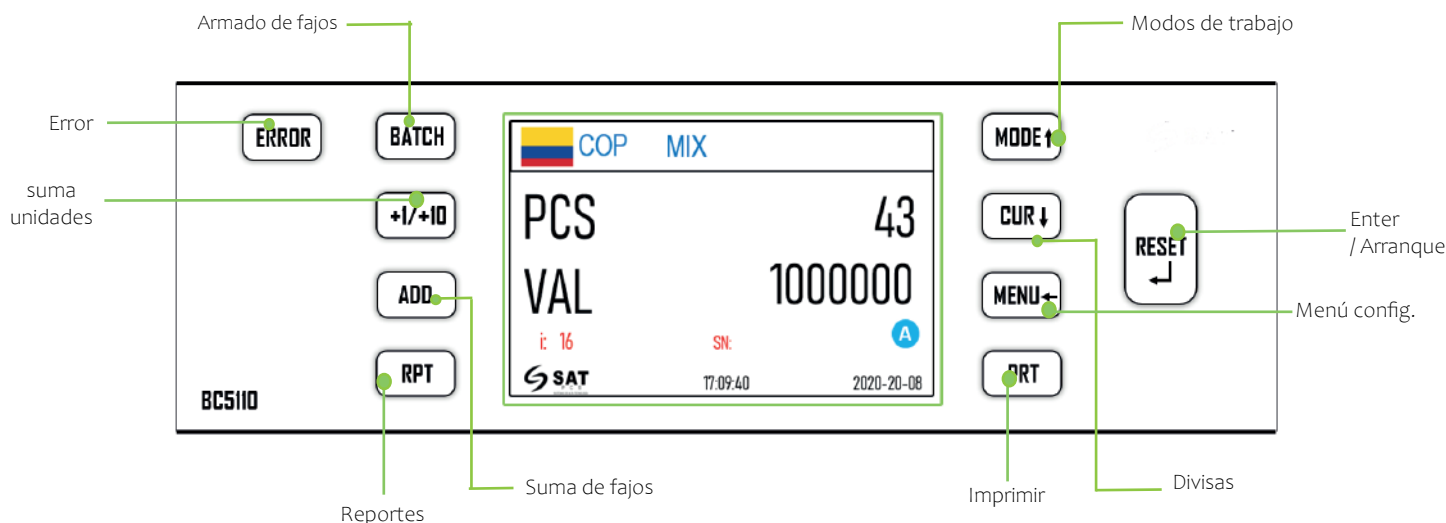 Armado de fajos
Modos de trabajo
Error
ERROR
BATCH
COP MIX
MODE↑
suma
unidades
+1/+10
PCS 43
CUR↓
RESET
Enter
/ Arranque
ADD
VAL 1000000
MENU←
Menú config.
A
i: 16 SN:
RPT
SAT
17:09:40
2020-20-08
PRT
BC5110
Suma de fajos
Imprimir
Divisas
Reportes